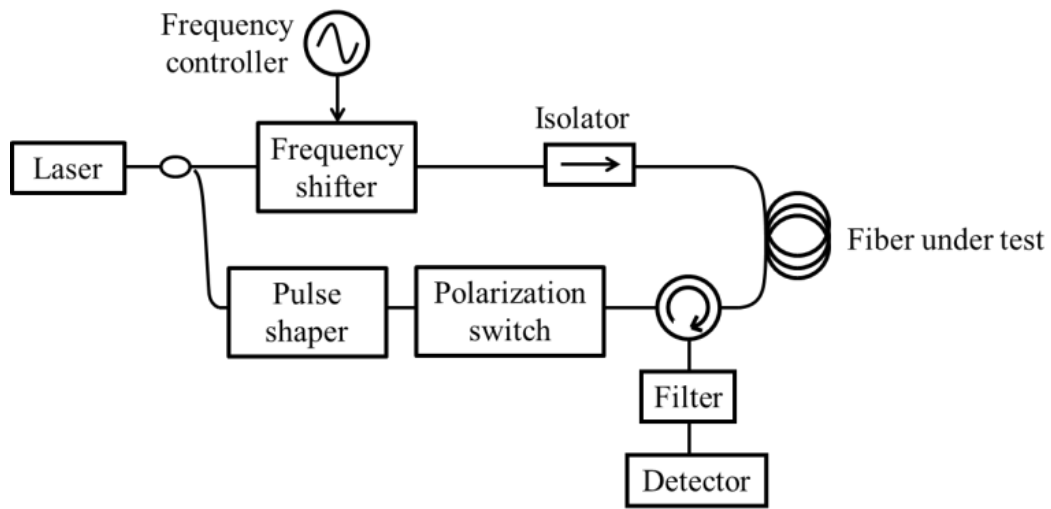 Frequency
controller
Isolator
Laser
Frequency
shifter
Fiber under test
Pulse
shaper
Polarization
switch
Filter
Detector